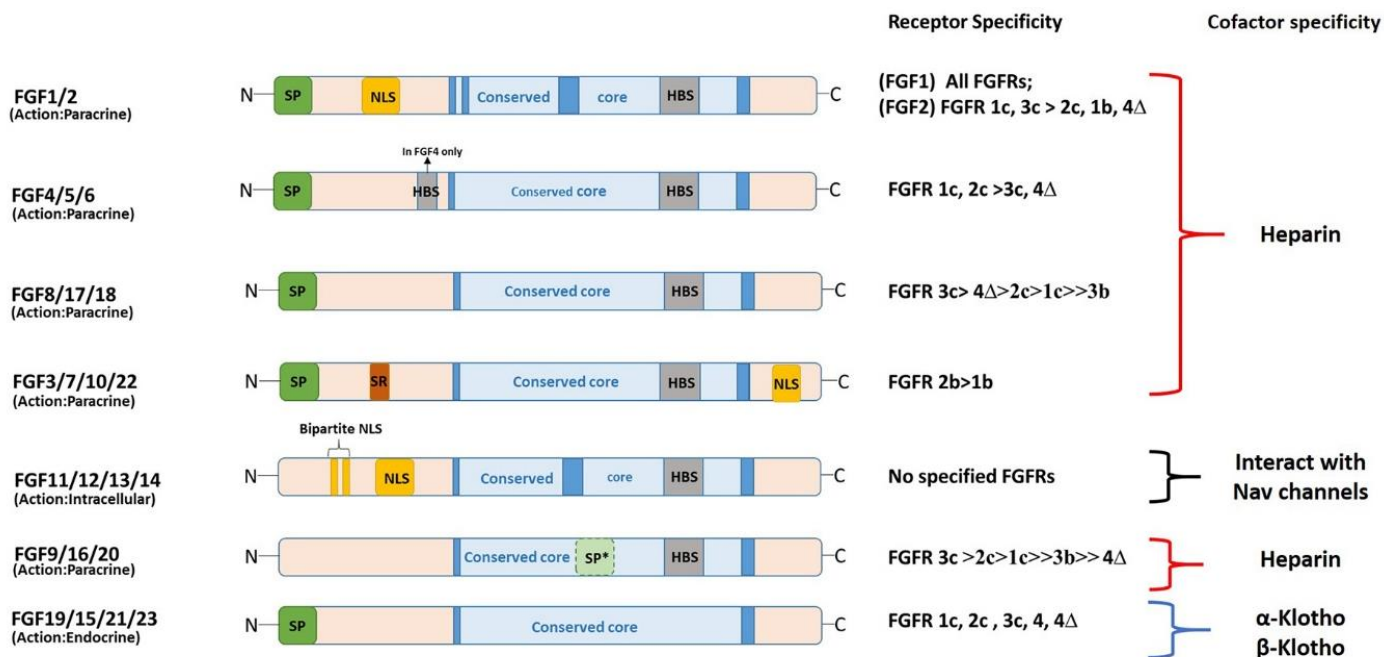 Receptor Specificity
Cofactor specificity
FGF1/2
(Action:Paracrine)
N
SP
NLS
Conserved
core
HBS
C
(FGF1) All FGFRs;
(FGF2) FGFR 1c, 3c > 2c, 1b, 4Δ
In FGF4 only
FGF4/5/6
(Action:Paracrine)
N
SP
HBS
Conserved core
HBS
C
FGFR 1c, 2c >3c, 4Δ
Heparin
FGF8/17/18
(Action:Paracrine)
N
SP
Conserved core
HBS
C
FGFR 3c> 4Δ>2c>1c>>3b
FGF3/7/10/22
(Action:Paracrine)
N
SP
SR
Conserved core
HBS
NLS
C
FGFR 2b>1b
Bipartite NLS
FGF11/12/13/14
(Action:Intracellular)
N
NLS
Conserved
core
HBS
C
No specified FGFRs
Interact with
Nav channels
FGF9/16/20
(Action:Paracrine)
N
Conserved core
SP*
HBS
C
FGFR 3c >2c>1c>>3b>> 4Δ
Heparin
FGF19/15/21/23
(Action:Endocrine)
N
SP
Conserved core
C
FGFR 1c, 2c , 3c, 4, 4Δ
α-Klotho
β-Klotho